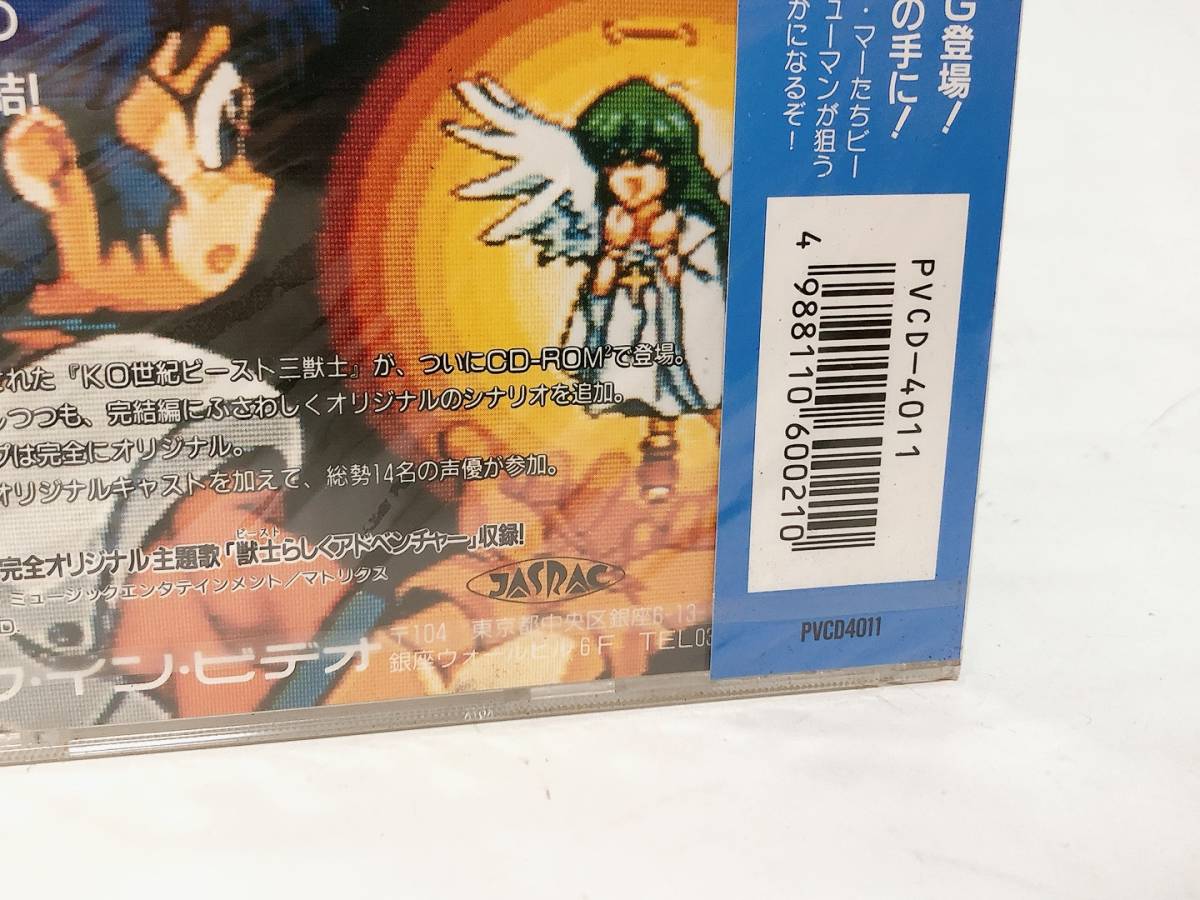 結!
された『KO世紀ビースト三獣士』が、ついにCD-ROM²で登場。
しつつも、完結編にふさわしくオリジナルのシナリオを追加。
プは完全にオリジナル。
オリジナルキャストを加えて、総勢14名の声優が参加。
完全オリジナル主題歌「獣士らしくアドベンチャー」収録!
ビースト
ミュージックエンタテインメント/マトリクス
D.
JASRAC
ク・イン・ビデオ
〒104 東京都中央区銀座6-13-
銀座ウォールビル6F TEL03
G登場!
の手に!
・マーたちビー
ューマンが狙う
かになるぞ!
PVCD-4011
4 988110 600210
PVCD4011